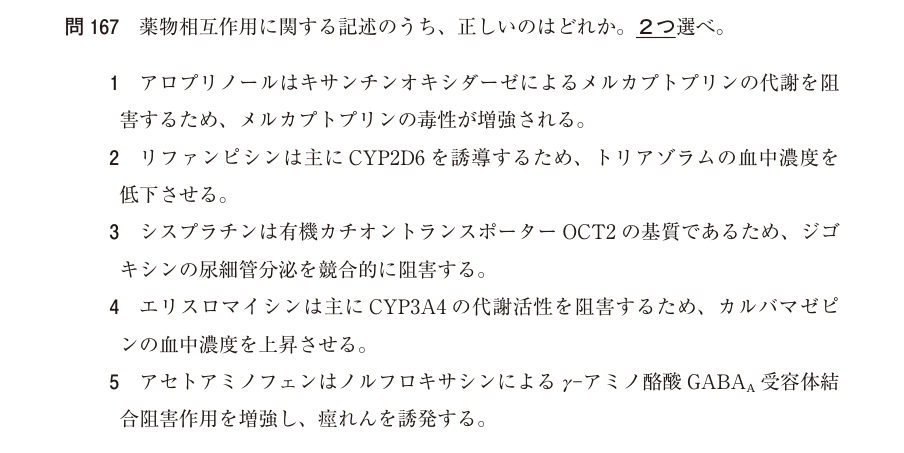 問 167　薬物相互作用に関する記述のうち、正しいのはどれか。２つ選べ。
1　アロプリノールはキサンチンオキシダーゼによるメルカプトプリンの代謝を阻
害するため、メルカプトプリンの毒性が増強される。
2　リファンピシンは主に CYP2D6 を誘導するため、トリアゾラムの血中濃度を
低下させる。
3　シスプラチンは有機カチオントランスポーター OCT2 の基質であるため、ジゴ
キシンの尿細管分泌を競合的に阻害する。
4　エリスロマイシンは主に CYP3A4 の代謝活性を阻害するため、カルバマゼピ
ンの血中濃度を上昇させる。
5　アセトアミノフェンはノルフロキサシンによる γ-アミノ酪酸 GABAA 受容体結
合阻害作用を増強し、痙れんを誘発する。